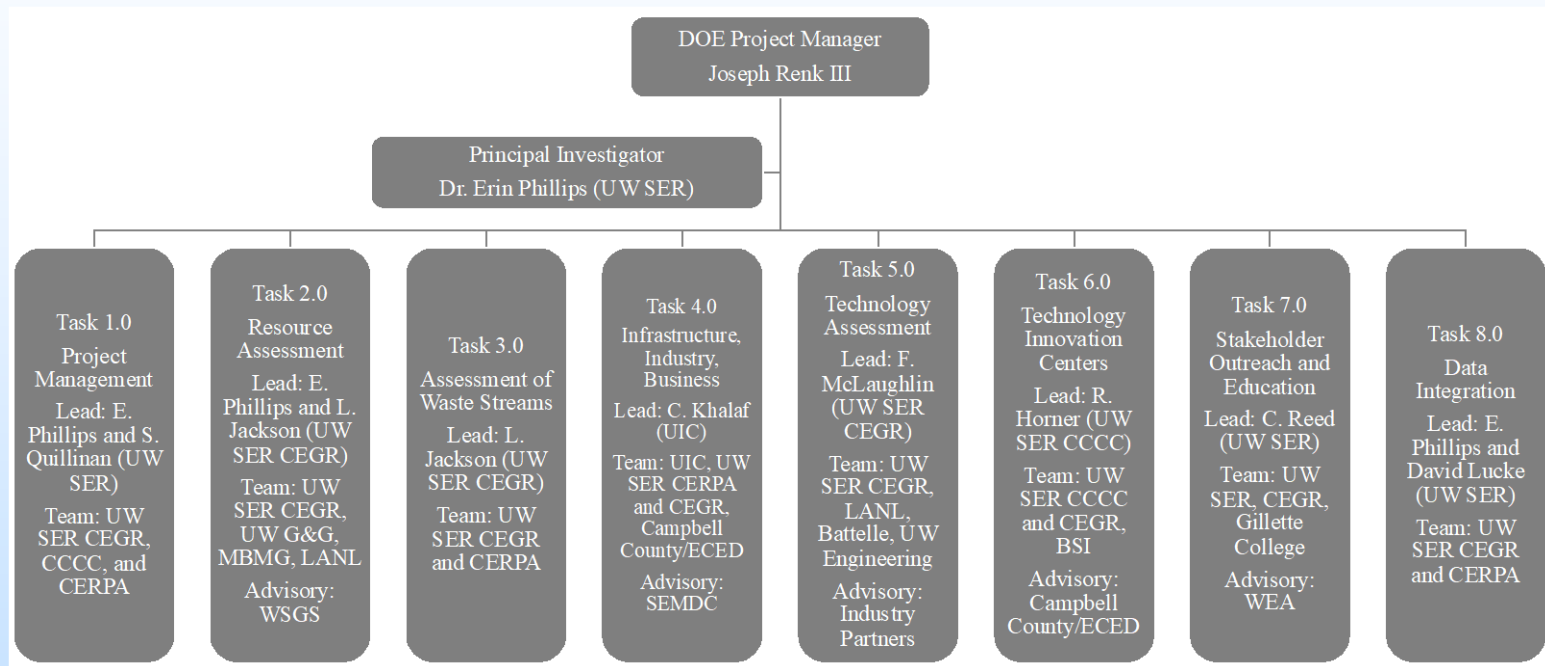 DOE Project Manager
Joseph Renk III
Principal Investigator
Dr. Erin Phillips (UW SER)
Task 1.0
Project
Management
Lead: E.
Phillips and S.
Quillinan (UW
SER)
Team: UW
SER CEGR,
CCCC, and
CERPA
Task 2.0
Resource
Assessment
Lead: E.
Phillips and L.
Jackson (UW
SER CEGR)
Team: UW
SER CEGR,
UW G&G,
MBMG, LANL
Advisory:
WSGS
Task 3.0
Assessment of
Waste Streams
Lead: L.
Jackson (UW
SER CEGR)
Team: UW
SER CEGR
and CERPA
Task 4.0
Infrastructure,
Industry,
Business
Lead: C. Khalaf
(UIC)
Team: UIC, UW
SER CERPA
and CEGR,
Campbell
County/ECED
Advisory:
SEMDC
Task 5.0
Technology
Assessment
Lead: F.
McLaughlin
(UW SER
CEGR)
Team: UW
SER CEGR,
LANL,
Battelle, UW
Engineering
Advisory:
Industry
Partners
Task 6.0
Technology
Innovation
Centers
Lead: R.
Horner (UW
SER CCCC)
Team: UW
SER CCCC
and CEGR,
BSI
Advisory:
Campbell
County/ECED
Task 7.0
Stakeholder
Outreach and
Education
Lead: C. Reed
(UW SER)
Team: UW
SER, CEGR,
Gillette
College
Advisory:
WEA
Task 8.0
Data
Integration
Lead: E.
Phillips and
David Lucke
(UW SER)
Team: UW
SER CEGR
and CERPA